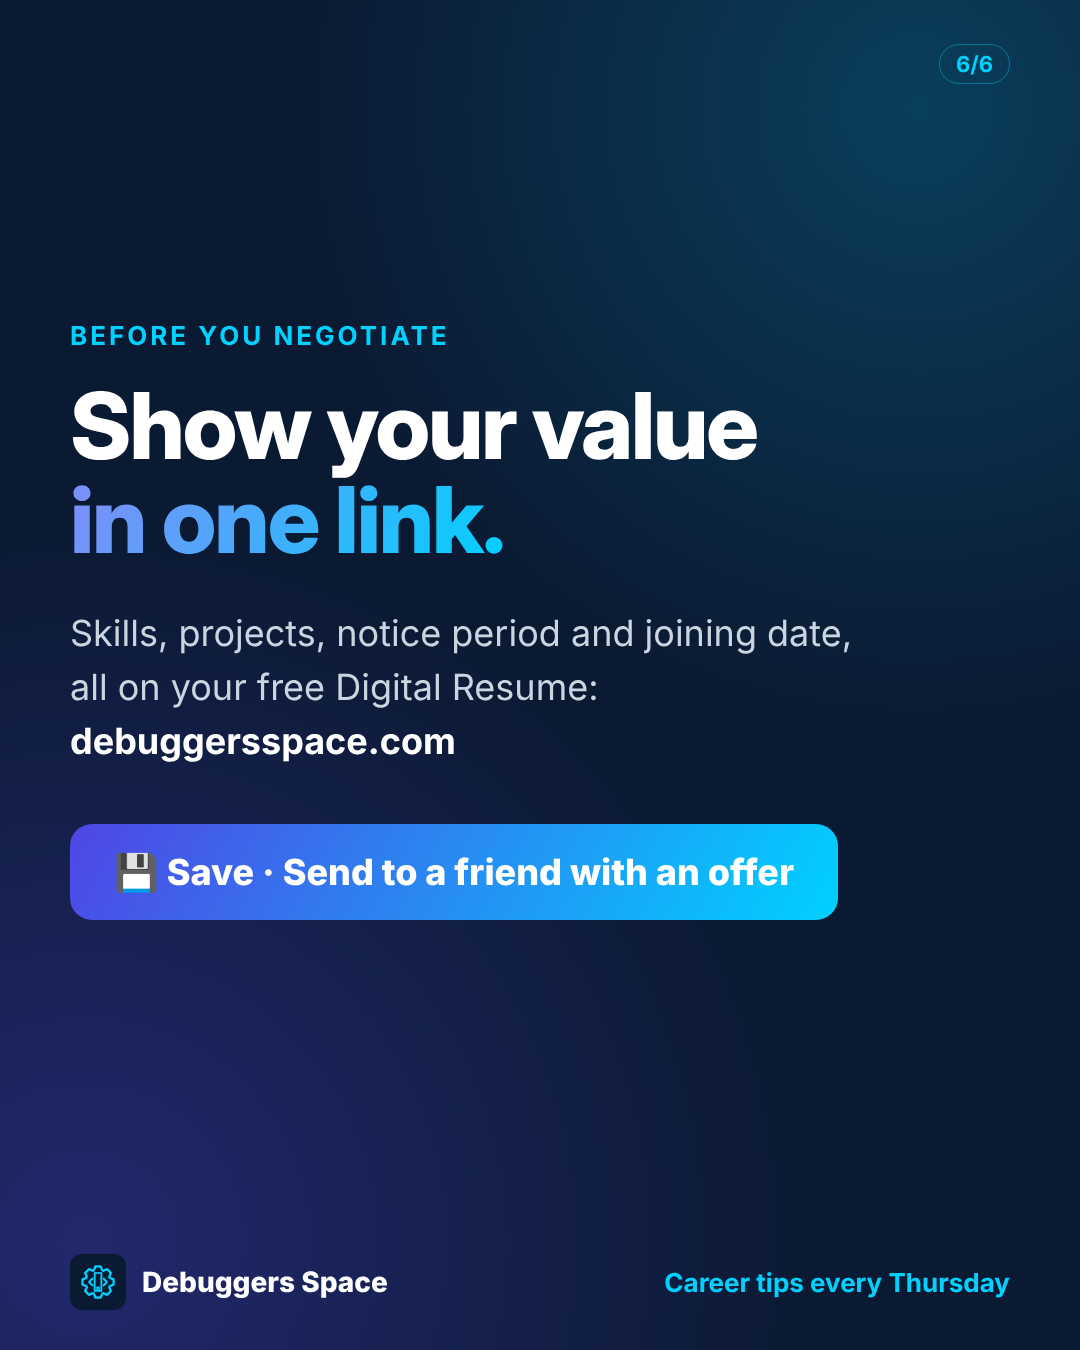 6/6
BEFORE YOU NEGOTIATE
Show your value
in one link.
Skills, projects, notice period and joining date,
all on your free Digital Resume:
debuggersspace.com
💾 Save · Send to a friend with an offer
Debuggers Space
Career tips every Thursday